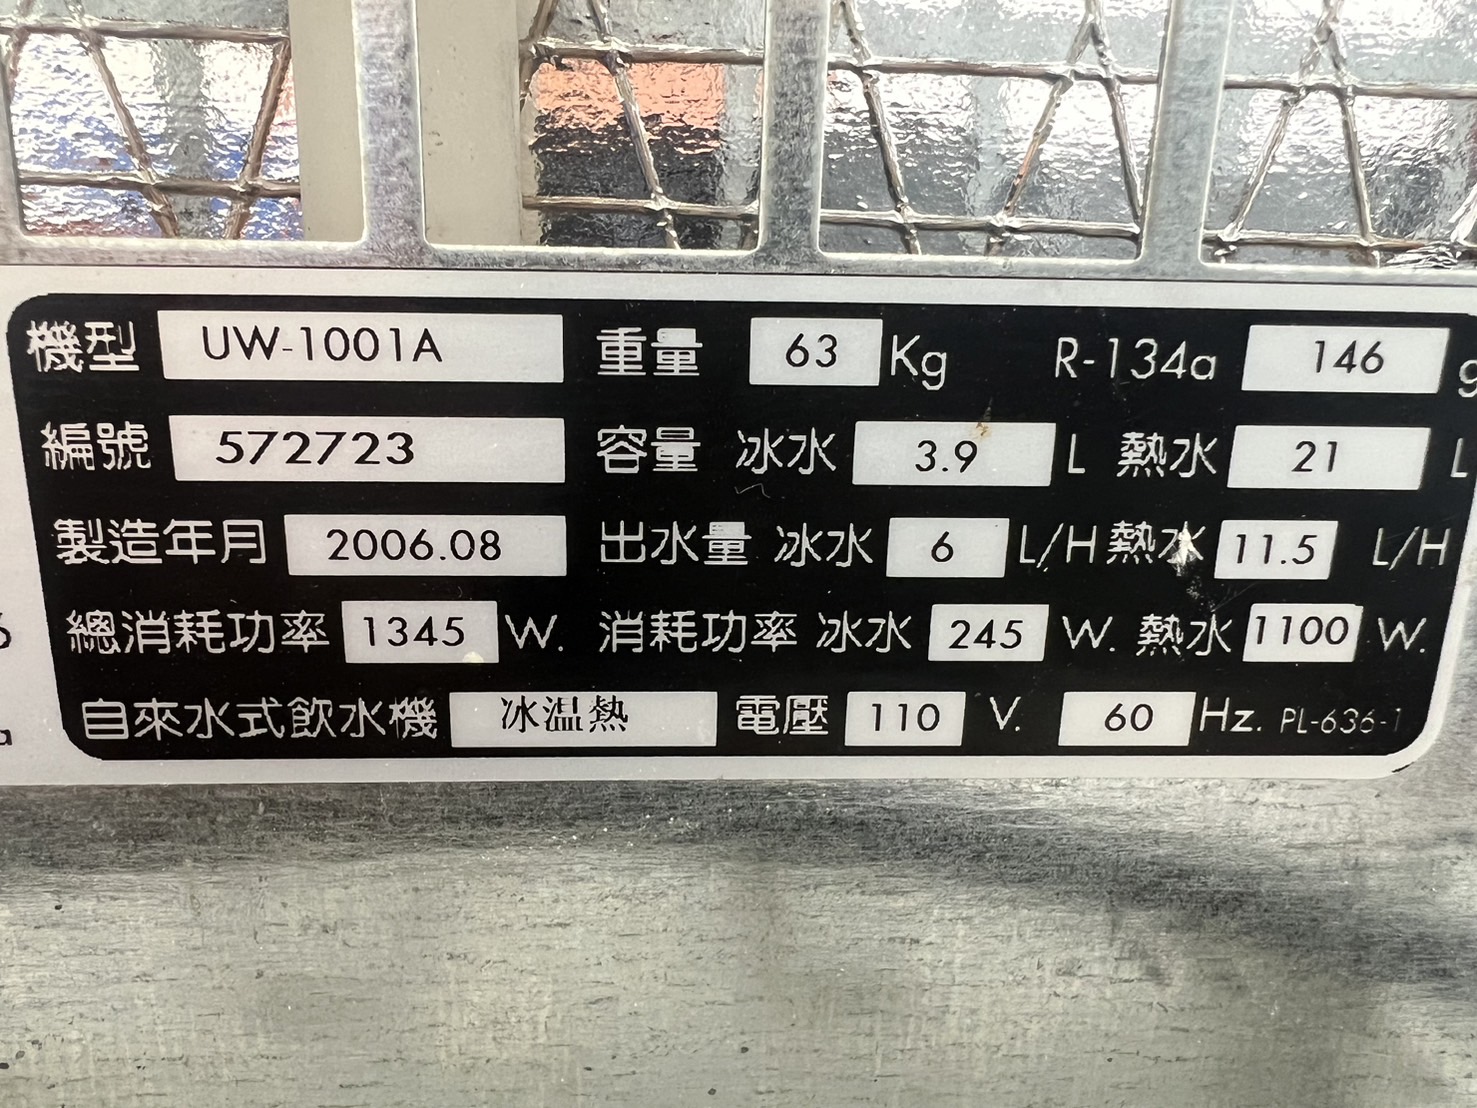 機型 UW-1001A 重量 63 Kg R-134a 146 g
編號 572723 容量 冰水 3.9 L 熱水 21 L
製造年月 2006.08 出水量 冰水 6 L/H 熱水 11.5 L/H
總消耗功率 1345 W. 消耗功率 冰水 245 W. 熱水 1100 W.
自來水式飲水機 冰温熱 電壓 110 V. 60 Hz. PL-636-1